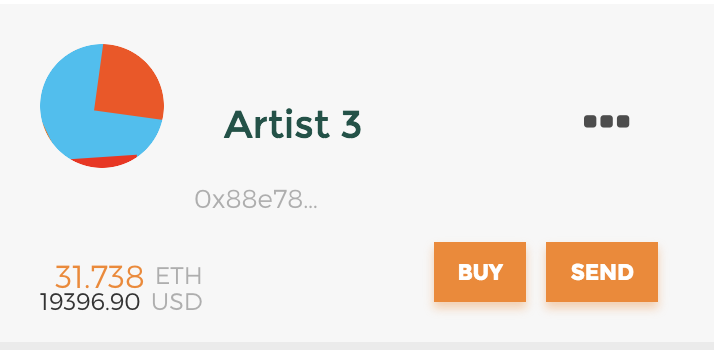 Artist 3
0x88e78...
31.738 ETH
19396.90 USD
BUY
SEND